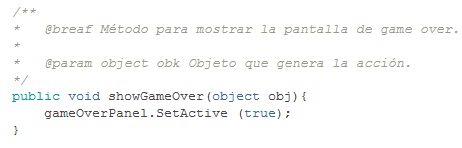 /**
*   @breaf Método para mostrar la pantalla de game over.
*
*   @param object obk Objeto que genera la acción.
*/
public void showGameOver(object obj){
    gameOverPanel.SetActive (true);
}